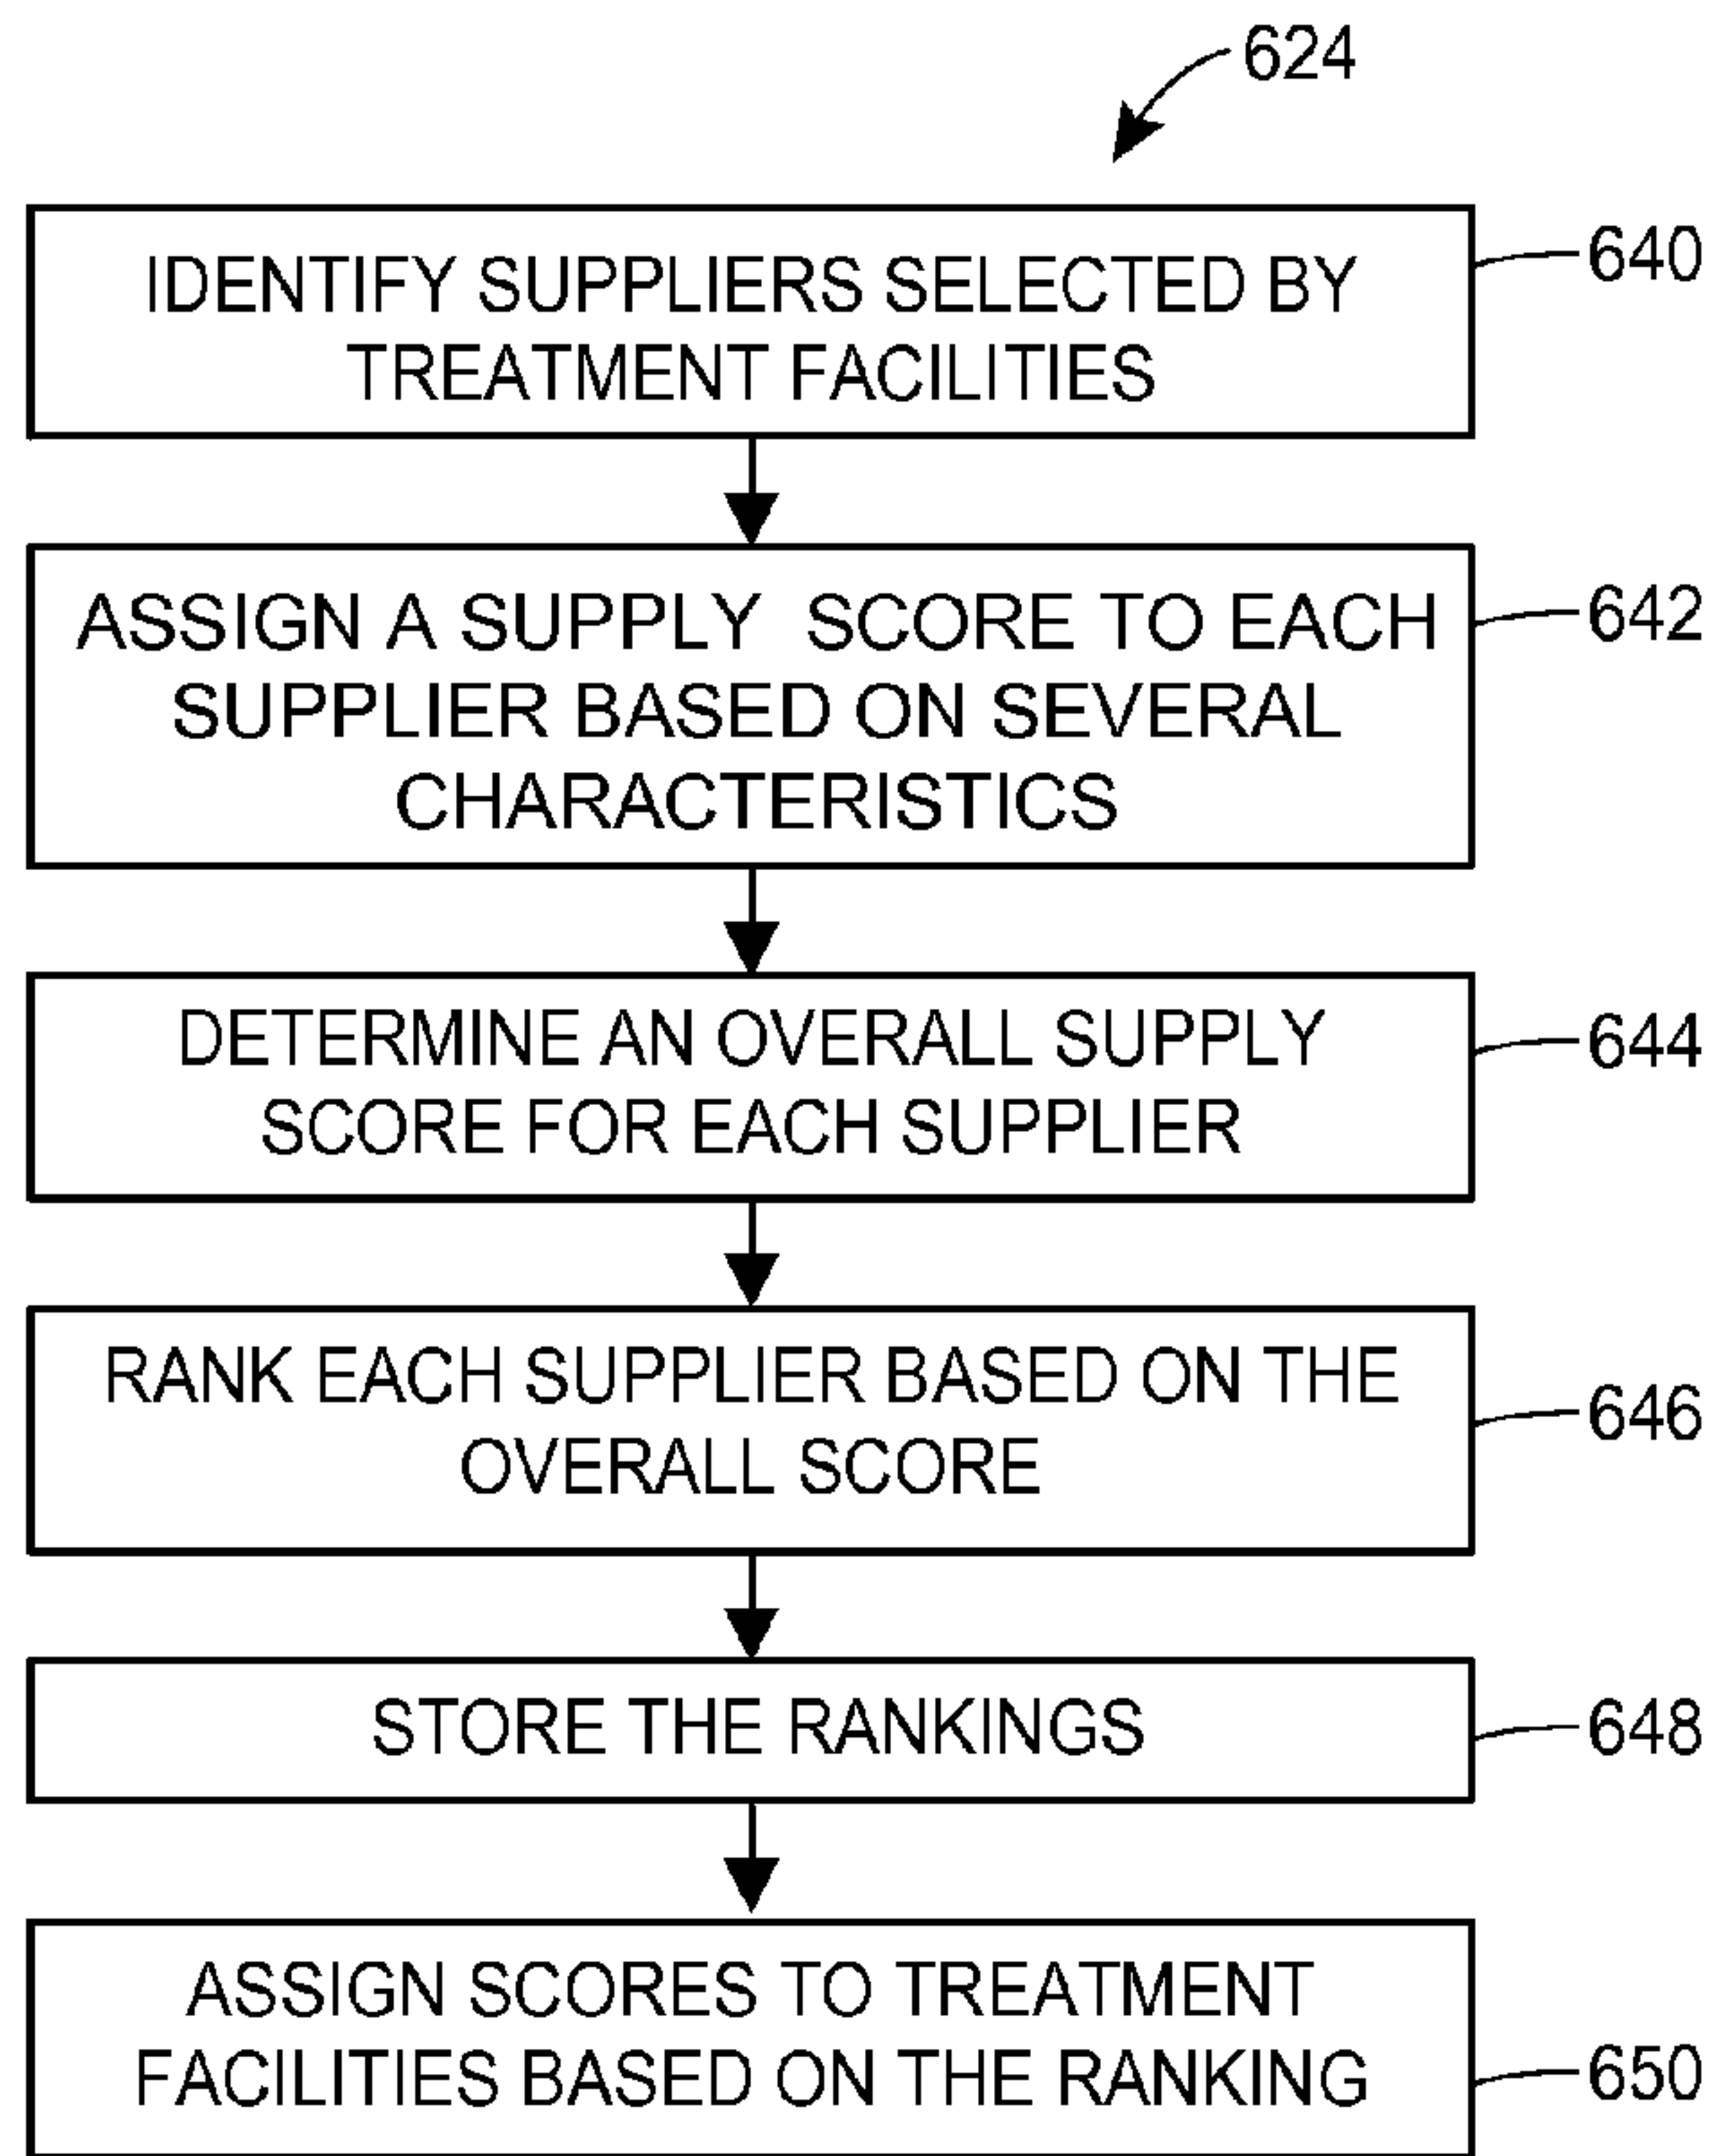 624
IDENTIFY SUPPLIERS SELECTED BY
TREATMENT FACILITIES
640
ASSIGN A SUPPLY SCORE TO EACH
SUPPLIER BASED ON SEVERAL
CHARACTERISTICS
642
DETERMINE AN OVERALL SUPPLY
SCORE FOR EACH SUPPLIER
644
RANK EACH SUPPLIER BASED ON THE
OVERALL SCORE
646
STORE THE RANKINGS
648
ASSIGN SCORES TO TREATMENT
FACILITIES BASED ON THE RANKING
650